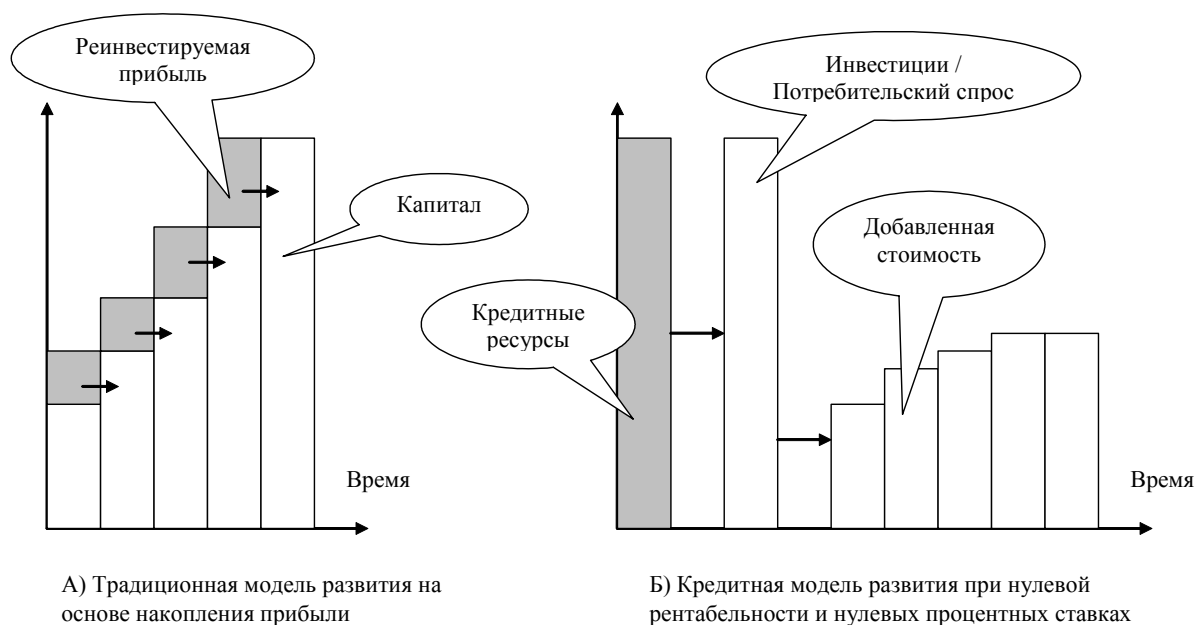 Реинвестируемая
прибыль
Капитал
Время
А) Традиционная модель развития на
основе накопления прибыли
Инвестиции /
Потребительский спрос
Добавленная
стоимость
Кредитные
ресурсы
Время
Б) Кредитная модель развития при нулевой
рентабельности и нулевых процентных ставках